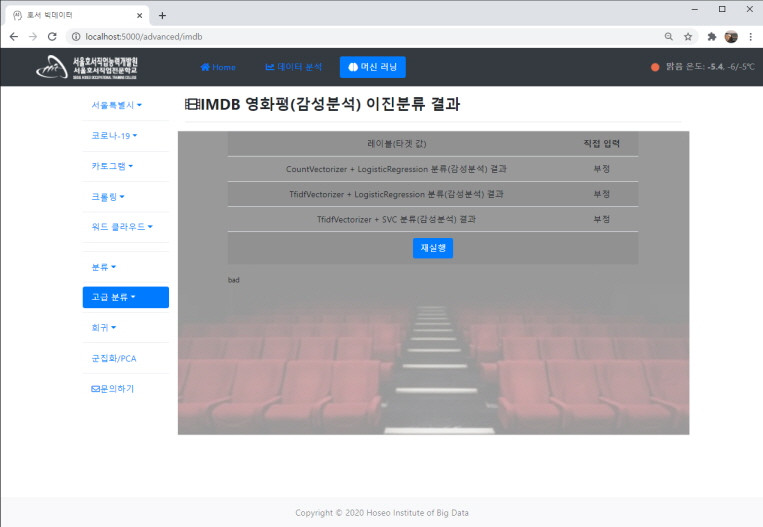 호서 빅데이터
localhost:5000/advanced/imdb
서울호서직업능력개발원
서울호서직업전문학교
Home
데이터 분석
머신 러닝
맑음 온도: -5.4, -6/-5℃
서울특별시
코로나-19
카토그램
크롤링
워드 클라우드
분류
고급 분류
회귀
군집화/PCA
문의하기
IMDB 영화평(감성분석) 이진분류 결과
레이블(타겟 값) 직접 입력
CountVectorizer + LogisticRegression 분류(감성분석) 결과 부정
TfidfVectorizer + LogisticRegression 분류(감성분석) 결과 부정
TfidfVectorizer + SVC 분류(감성분석) 결과 부정
재실행
bad
Copyright © 2020 Hoseo Institute of Big Data